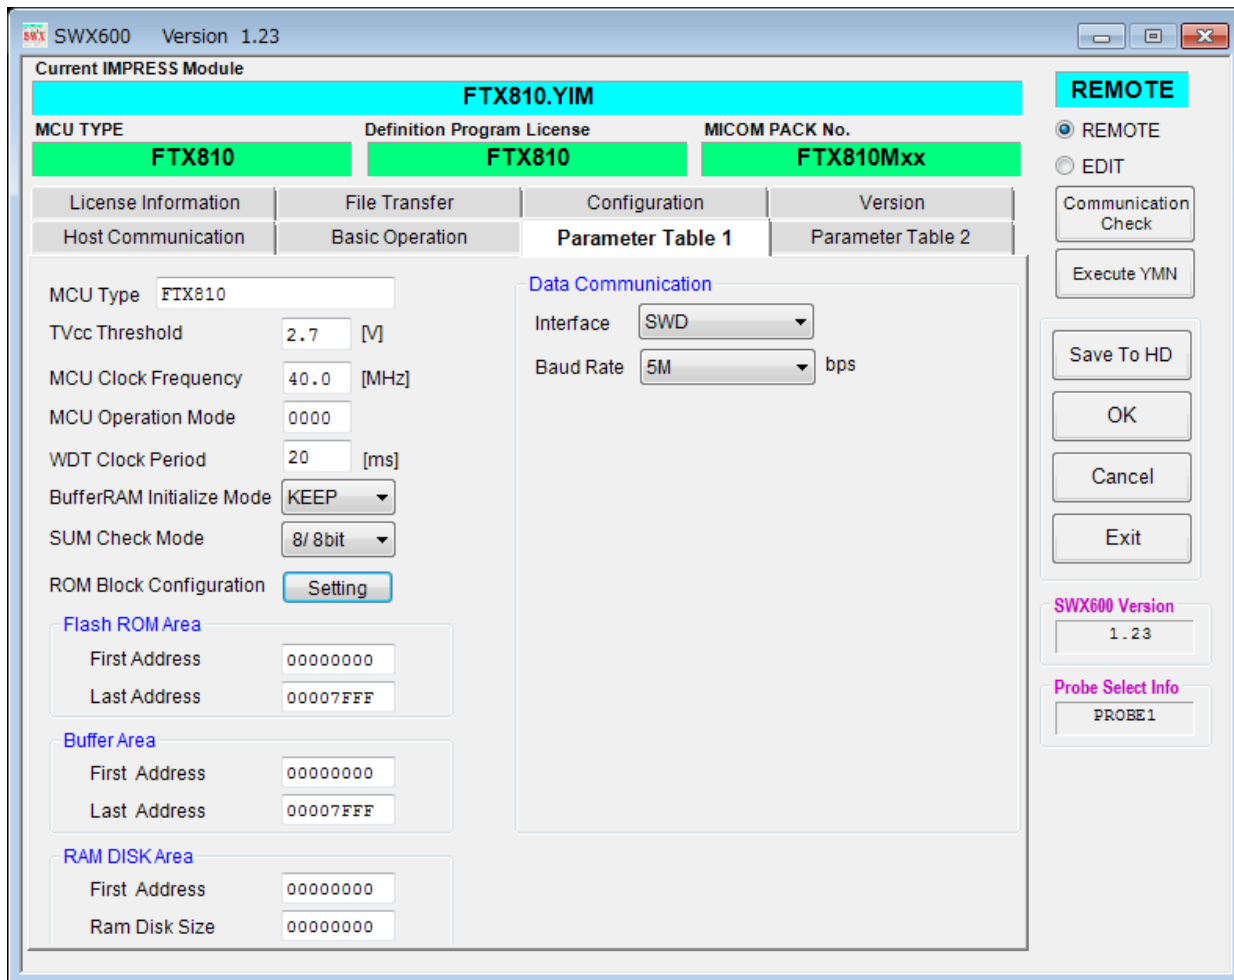 SWX600 Version 1.23
Current IMPRESS Module
FTX810.YIM
MCU TYPE Definition Program License MICOM PACK No.
FTX810 FTX810 FTX810Mxx
License Information File Transfer Configuration Version
Host Communication Basic Operation Parameter Table 1 Parameter Table 2
MCU Type FTX810
TVcc Threshold 2.7 [V]
MCU Clock Frequency 40.0 [MHz]
MCU Operation Mode 0000
WDT Clock Period 20 [ms]
BufferRAM Initialize Mode KEEP
SUM Check Mode 8/ 8bit
ROM Block Configuration Setting
Flash ROM Area
First Address 00000000
Last Address 00007FFF
Buffer Area
First Address 00000000
Last Address 00007FFF
RAM DISK Area
First Address 00000000
Ram Disk Size 00000000
Data Communication
Interface SWD
Baud Rate 5M bps
REMOTE
REMOTE
EDIT
Communication
Check
Execute YMN
Save To HD
OK
Cancel
Exit
SWX600 Version
1.23
Probe Select Info
PROBE1